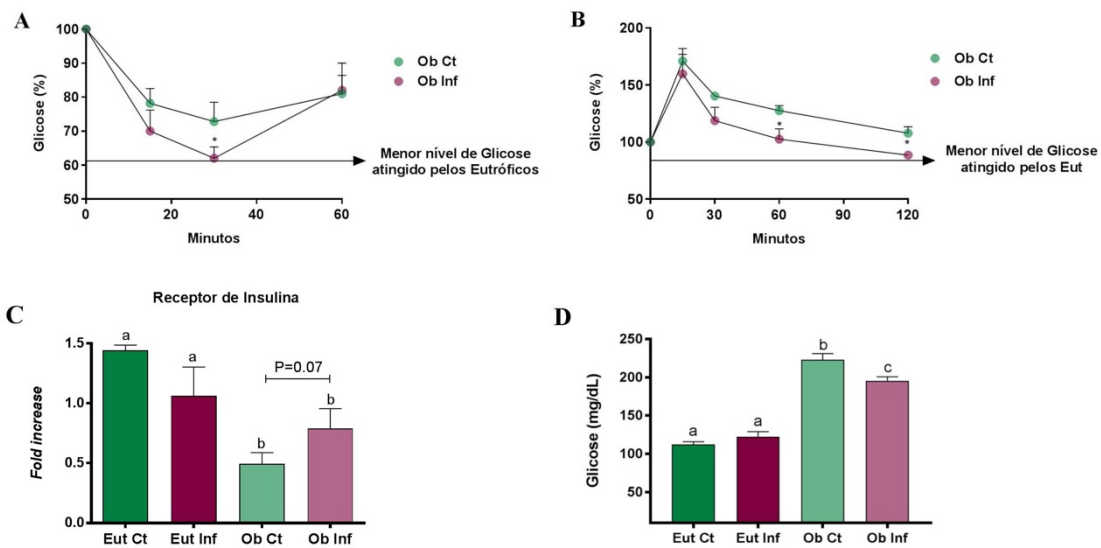 A
Glicose (%)
100
90
80
70
60
50
0
20
40
60
Minutos
Ob Ct
Ob Inf
*
Menor nível de Glicose
atingido pelos Eutróficos
B
Glicose (%)
200
150
100
50
0
30
60
90
120
Minutos
Ob Ct
Ob Inf
*
*
Menor nível de Glicose
atingido pelos Eut
C
Receptor de Insulina
Fold increase
1.5
1.0
0.5
0.0
a
a
b
b
P=0.07
Eut Ct
Eut Inf
Ob Ct
Ob Inf
D
Glicose (mg/dL)
250
200
150
100
50
a
a
b
c
Eut Ct
Eut Inf
Ob Ct
Ob Inf